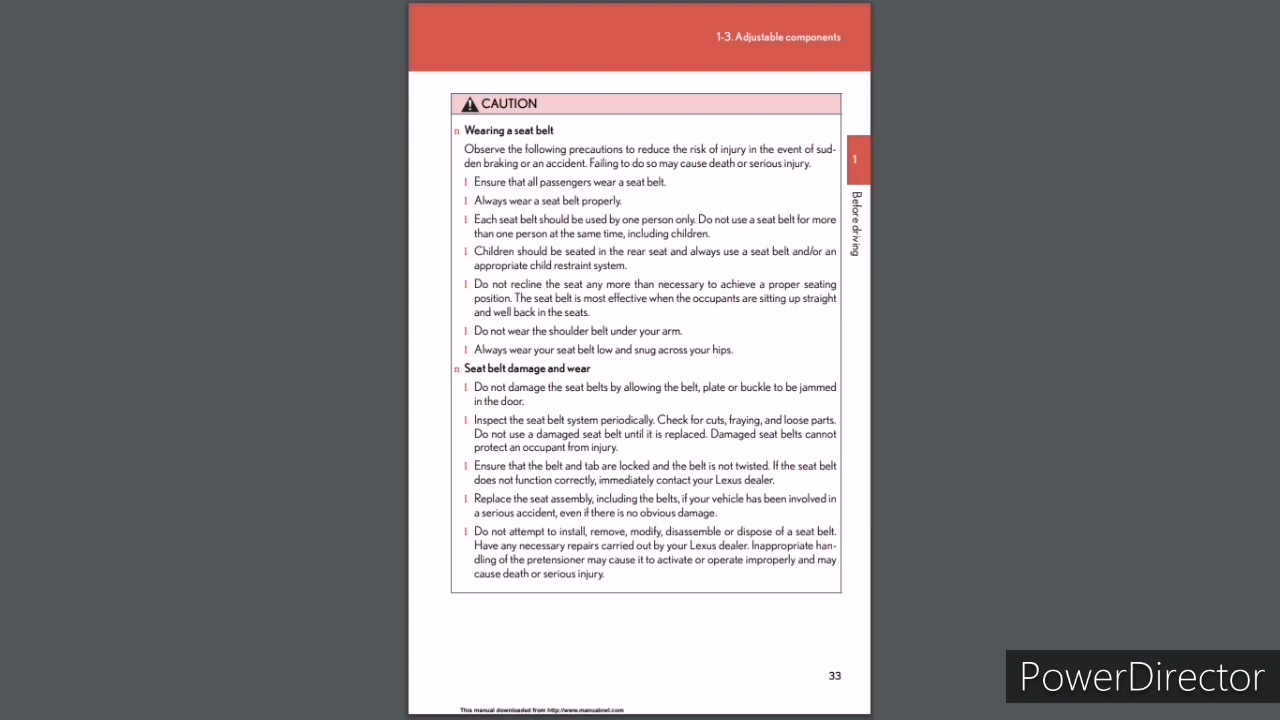 1-3. Adjustable components
CAUTION
n Wearing a seat belt
Observe the following precautions to reduce the risk of injury in the event of sud-
den braking or an accident. Failing to do so may cause death or serious injury.
l Ensure that all passengers wear a seat belt.
l Always wear a seat belt properly.
l Each seat belt should be used by one person only. Do not use a seat belt for more
than one person at the same time, including children.
l Children should be seated in the rear seat and always use a seat belt and/or an
appropriate child restraint system.
l Do not recline the seat any more than necessary to achieve a proper seating
position. The seat belt is most effective when the occupants are sitting up straight
and well back in the seats.
l Do not wear the shoulder belt under your arm.
l Always wear your seat belt low and snug across your hips.
n Seat belt damage and wear
l Do not damage the seat belts by allowing the belt, plate or buckle to be jammed
in the door.
l Inspect the seat belt system periodically. Check for cuts, fraying, and loose parts.
Do not use a damaged seat belt until it is replaced. Damaged seat belts cannot
protect an occupant from injury.
l Ensure that the belt and tab are locked and the belt is not twisted. If the seat belt
does not function correctly, immediately contact your Lexus dealer.
l Replace the seat assembly, including the belts, if your vehicle has been involved in
a serious accident, even if there is no obvious damage.
l Do not attempt to install, remove, modify, disassemble or dispose of a seat belt.
Have any necessary repairs carried out by your Lexus dealer. Inappropriate han-
dling of the pretensioner may cause it to activate or operate improperly and may
cause death or serious injury.
1
Before driving
33
This manual downloaded from http://www.manualowl.com
PowerDirector